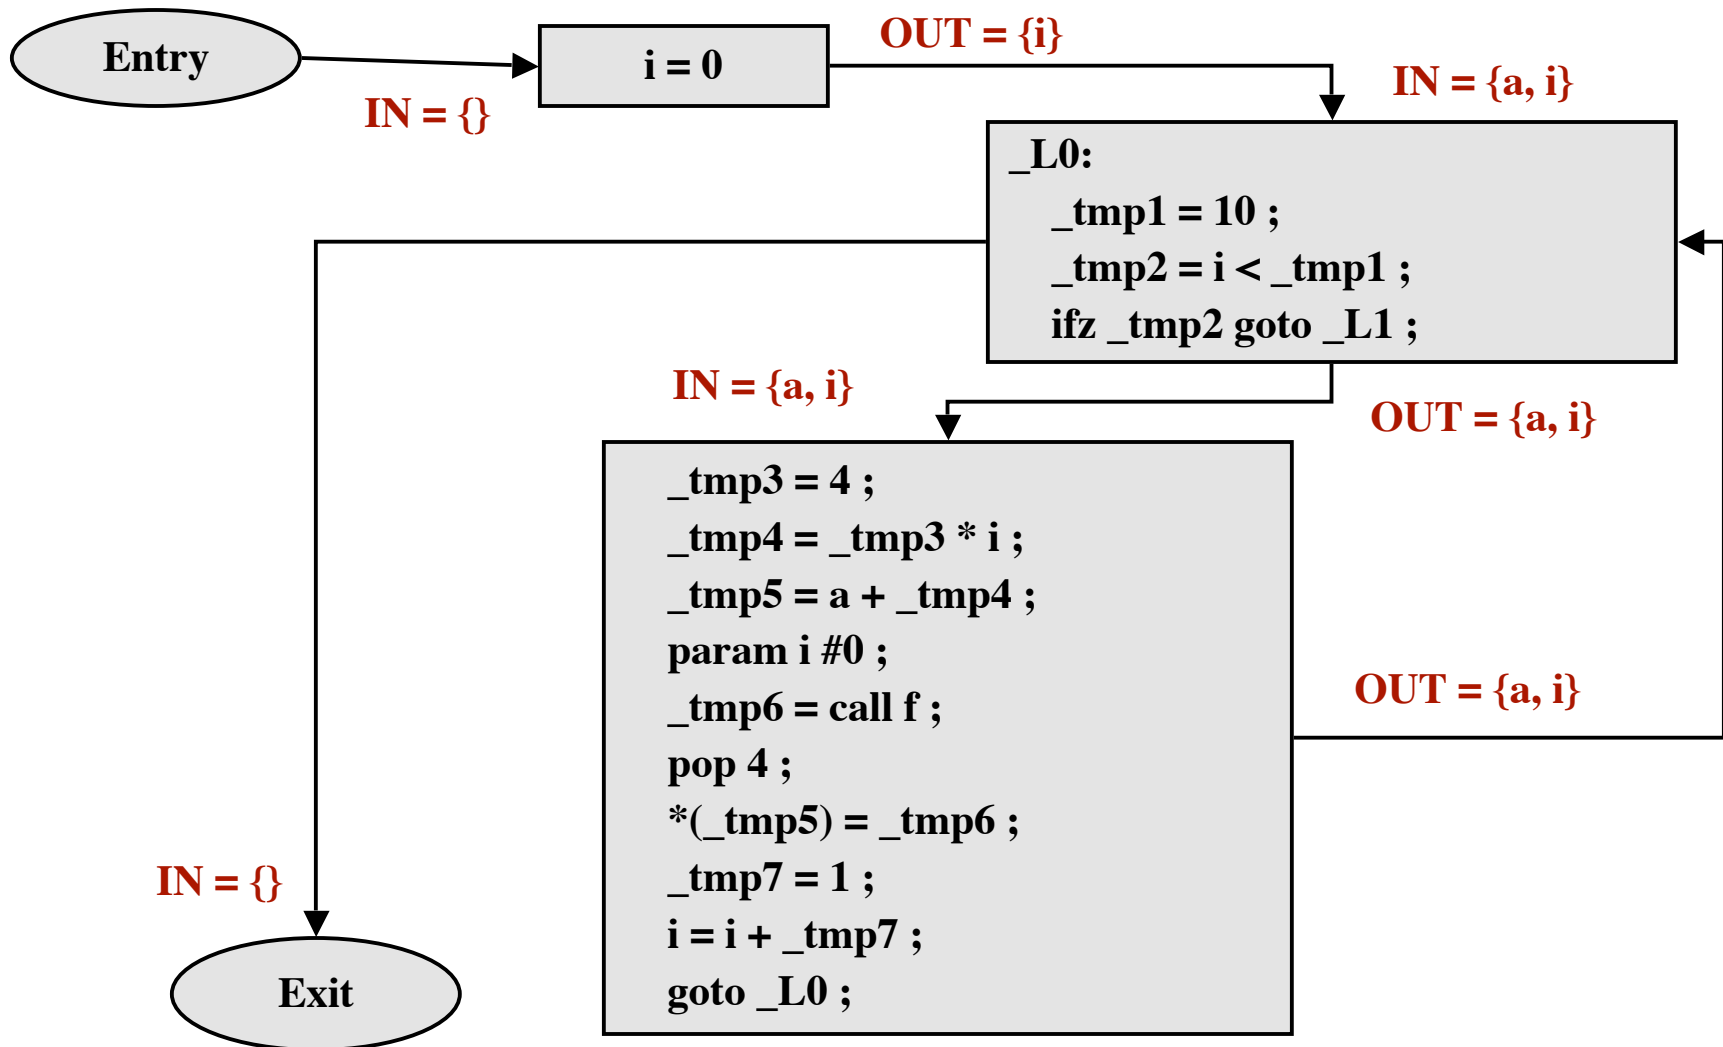 Entry
i = 0
OUT = {i}
IN = {}
IN = {a, i}
_L0:
_tmp1 = 10 ;
_tmp2 = i < _tmp1 ;
ifz _tmp2 goto _L1 ;
IN = {a, i}
OUT = {a, i}
_tmp3 = 4 ;
_tmp4 = _tmp3 * i ;
_tmp5 = a + _tmp4 ;
param i #0 ;
_tmp6 = call f ;
pop 4 ;
*(_tmp5) = _tmp6 ;
_tmp7 = 1 ;
i = i + _tmp7 ;
goto _L0 ;
OUT = {a, i}
IN = {}
Exit